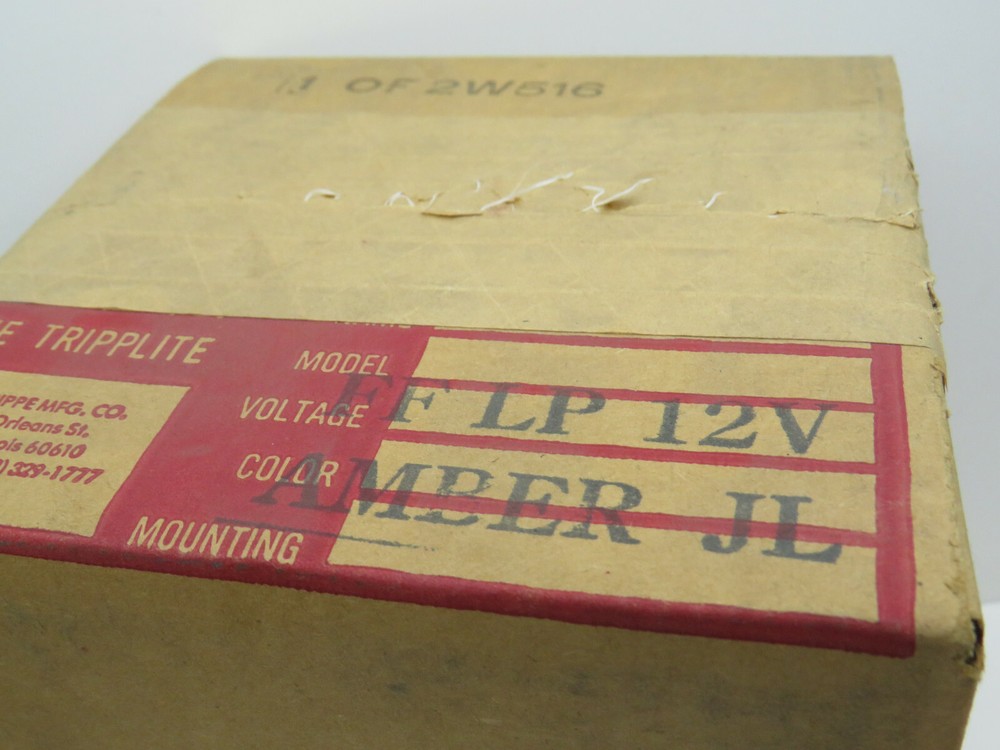 1 OF 2W516
E TRIPPLITE
MODEL
VOLTAGE
COLOR
MOUNTING
FF LP 12V
AMBER JL
IPPE MFG. CO.
Orleans St,
ois 60610
) 329-1777